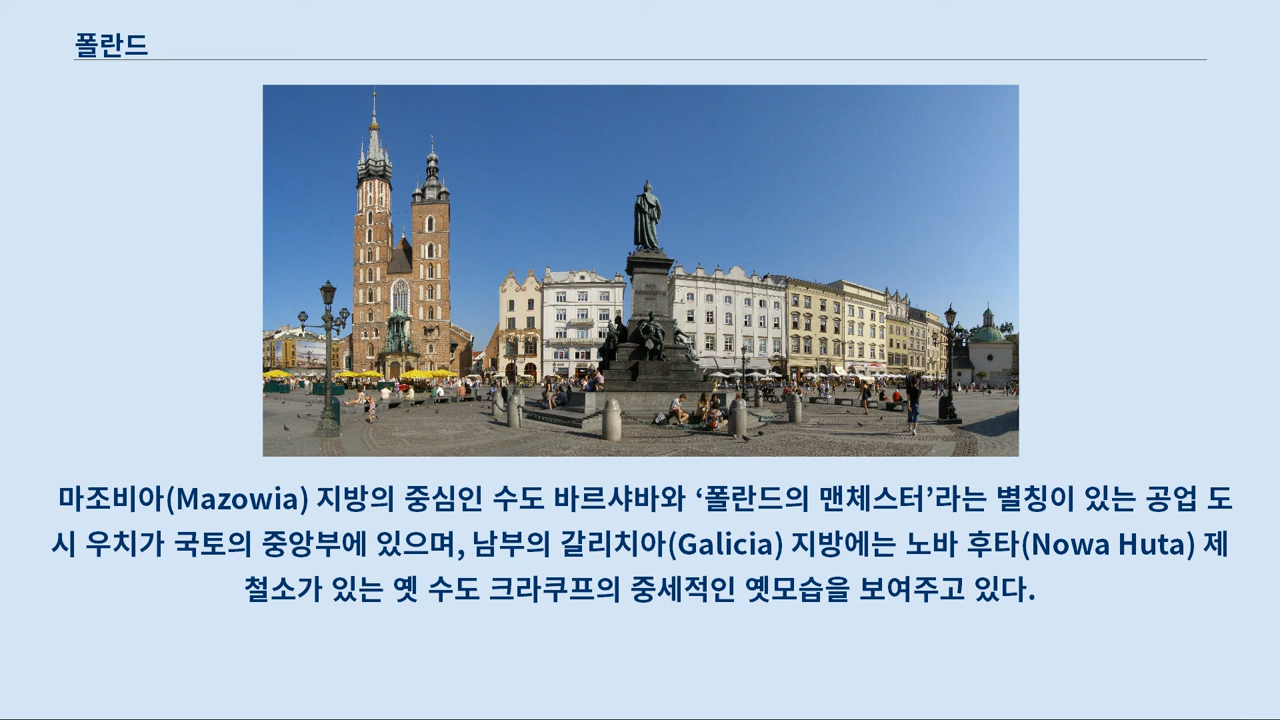 폴란드
마조비아(Mazowia) 지방의 중심인 수도 바르샤바와 ‘폴란드의 맨체스터’라는 별칭이 있는 공업 도
시 우치가 국토의 중앙부에 있으며, 남부의 갈리치아(Galicia) 지방에는 노바 후타(Nowa Huta) 제
철소가 있는 옛 수도 크라쿠프의 중세적인 옛모습을 보여주고 있다.